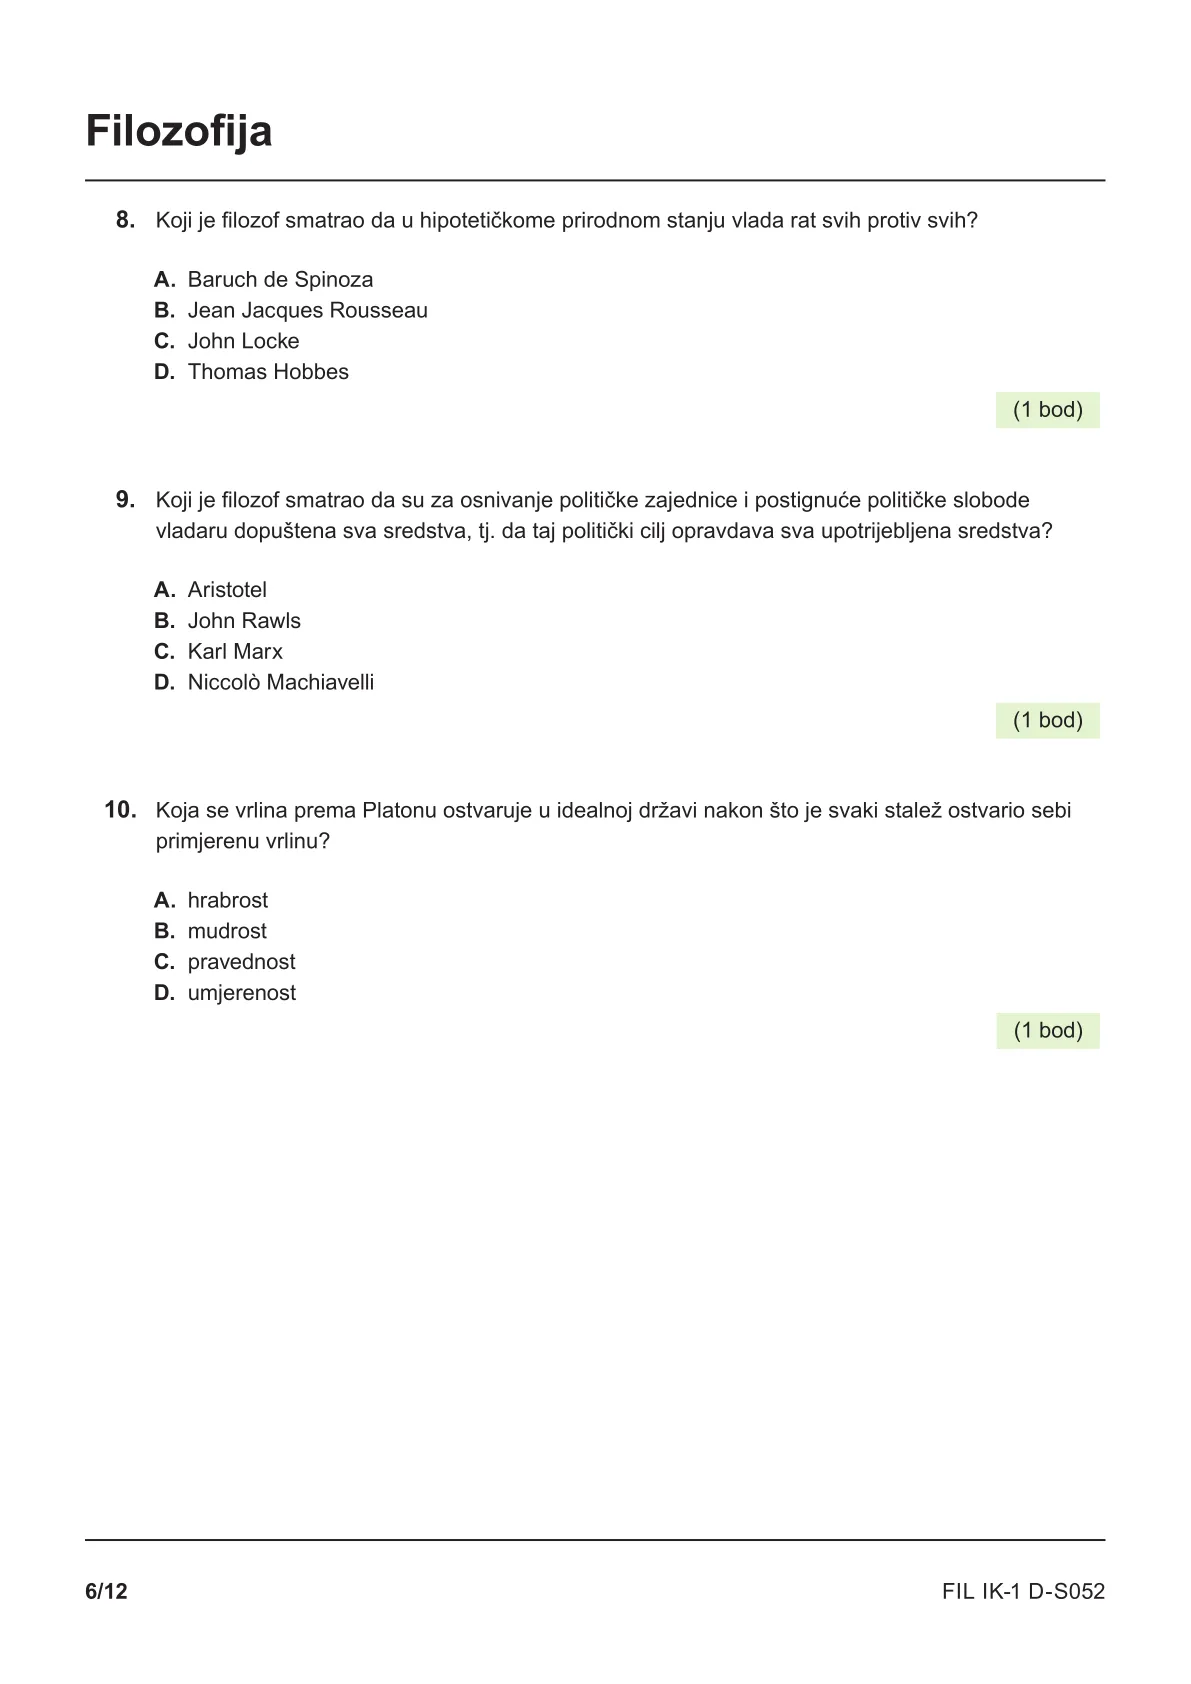 Filozofija
8. Koji je filozof smatrao da u hipotetičkome prirodnom stanju vlada rat svih protiv svih?
A. Baruch de Spinoza
B. Jean Jacques Rousseau
C. John Locke
D. Thomas Hobbes
(1 bod)
9. Koji je filozof smatrao da su za osnivanje političke zajednice i postignuće političke slobode
vladaru dopuštena sva sredstva, tj. da taj politički cilj opravdava sva upotrijebljena sredstva?
A. Aristotel
B. John Rawls
C. Karl Marx
D. Niccolò Machiavelli
(1 bod)
10. Koja se vrlina prema Platonu ostvaruje u idealnoj državi nakon što je svaki stalež ostvario sebi
primjerenu vrlinu?
A. hrabrost
B. mudrost
C. pravednost
D. umjerenost
(1 bod)
6/12
FIL IK-1 D-S052